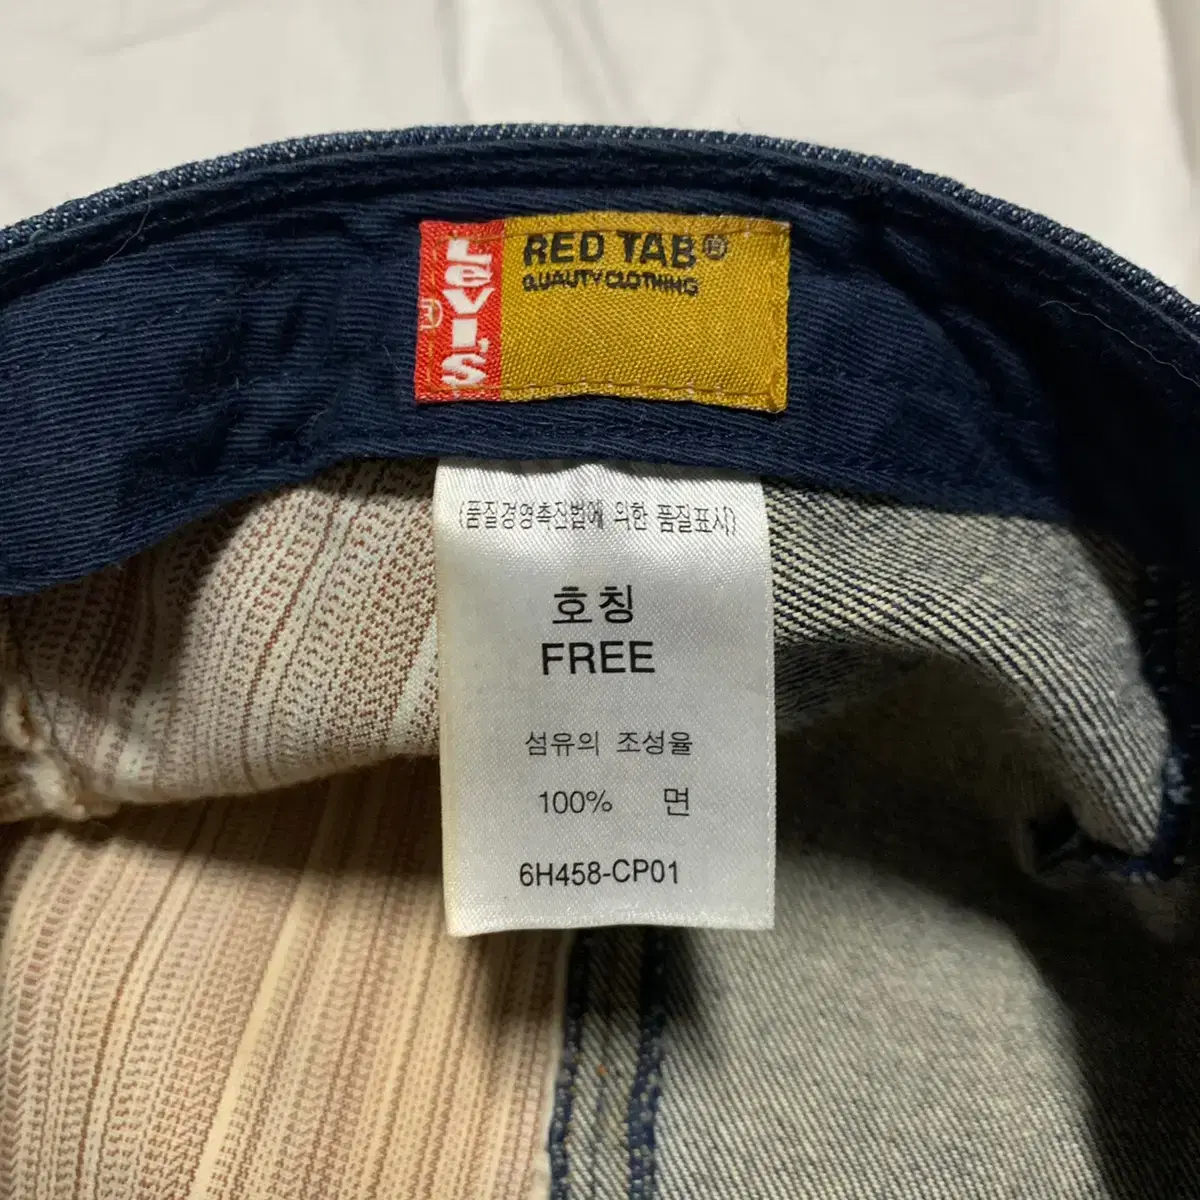 LEVI'S®
RED TAB®
QUALITY CLOTHING
(품질경영촉진법에 의한 품질표시)
호칭
FREE
섬유의 조성율
100% 면
6H458-CP01